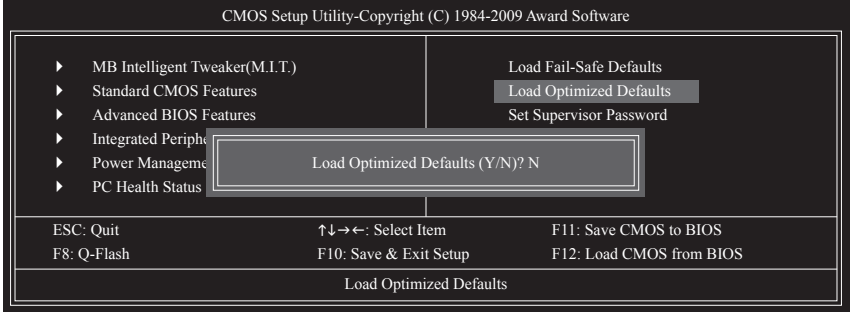 CMOS Setup Utility-Copyright (C) 1984-2009 Award Software
MB Intelligent Tweaker(M.I.T.)
Standard CMOS Features
Advanced BIOS Features
Integrated Periphe
Power Manageme
PC Health Status
Load Fail-Safe Defaults
Load Optimized Defaults
Set Supervisor Password
Load Optimized Defaults (Y/N)? N
ESC: Quit ↑↓→←: Select Item F11: Save CMOS to BIOS
F8: Q-Flash F10: Save & Exit Setup F12: Load CMOS from BIOS
Load Optimized Defaults